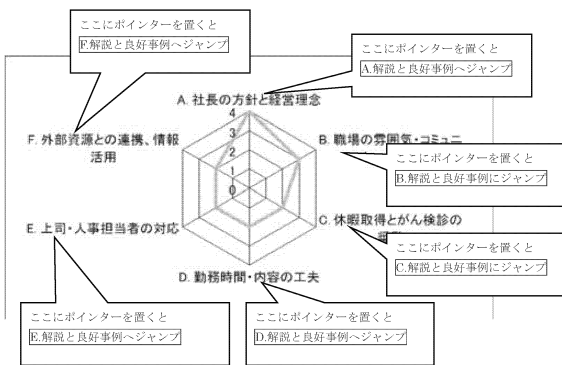 ここにポインターを置くと
F.解説と良好事例へジャンプ
ここにポインターを置くと
A.解説と良好事例へジャンプ
A. 社長の方針と経営理念
4
3
2
1
0
F. 外部資源との連携、情報
活用
B. 職場の雰囲気・コミュニ
ここにポインターを置くと
B.解説と良好事例にジャンプ
E. 上司・人事担当者の対応
C. 休暇取得とがん検診の
ここにポインターを置くと
C.解説と良好事例にジャンプ
D. 勤務時間・内容の工夫
ここにポインターを置くと
E.解説と良好事例へジャンプ
ここにポインターを置くと
D.解説と良好事例へジャンプ